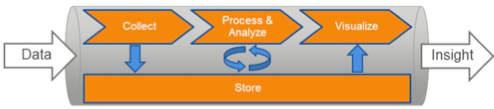 Data
Collect
Process &
Analyze
Visualize
Store
Insight